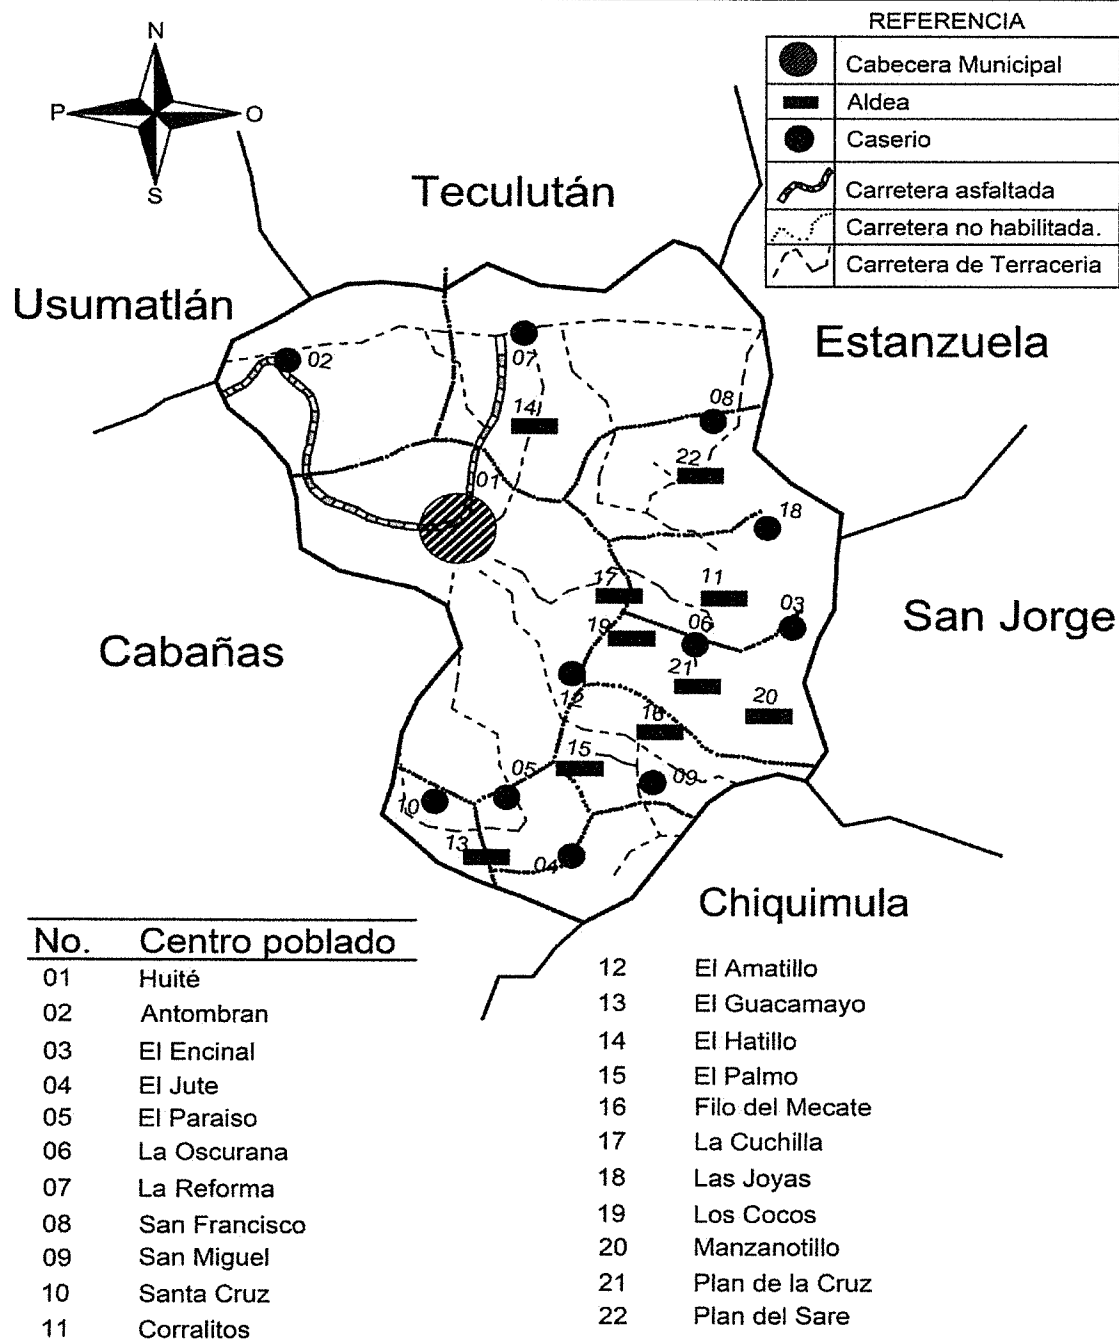 REFERENCIA
Cabecera Municipal
Aldea
Caserio
Carretera asfaltada
Carretera no habilitada.
Carretera de Terraceria
N
P
O
S
Teculután
Usumatlán
Estanzuela
San Jorge
Cabañas
Chiquimula
02
07
14
08
22
01
18
17
11
03
19
06
21
12
20
16
15
05
09
10
13
04
No. Centro poblado
01 Huité
02 Antombran
03 El Encinal
04 El Jute
05 El Paraiso
06 La Oscurana
07 La Reforma
08 San Francisco
09 San Miguel
10 Santa Cruz
11 Corralitos
12 El Amatillo
13 El Guacamayo
14 El Hatillo
15 El Palmo
16 Filo del Mecate
17 La Cuchilla
18 Las Joyas
19 Los Cocos
20 Manzanotillo
21 Plan de la Cruz
22 Plan del Sare